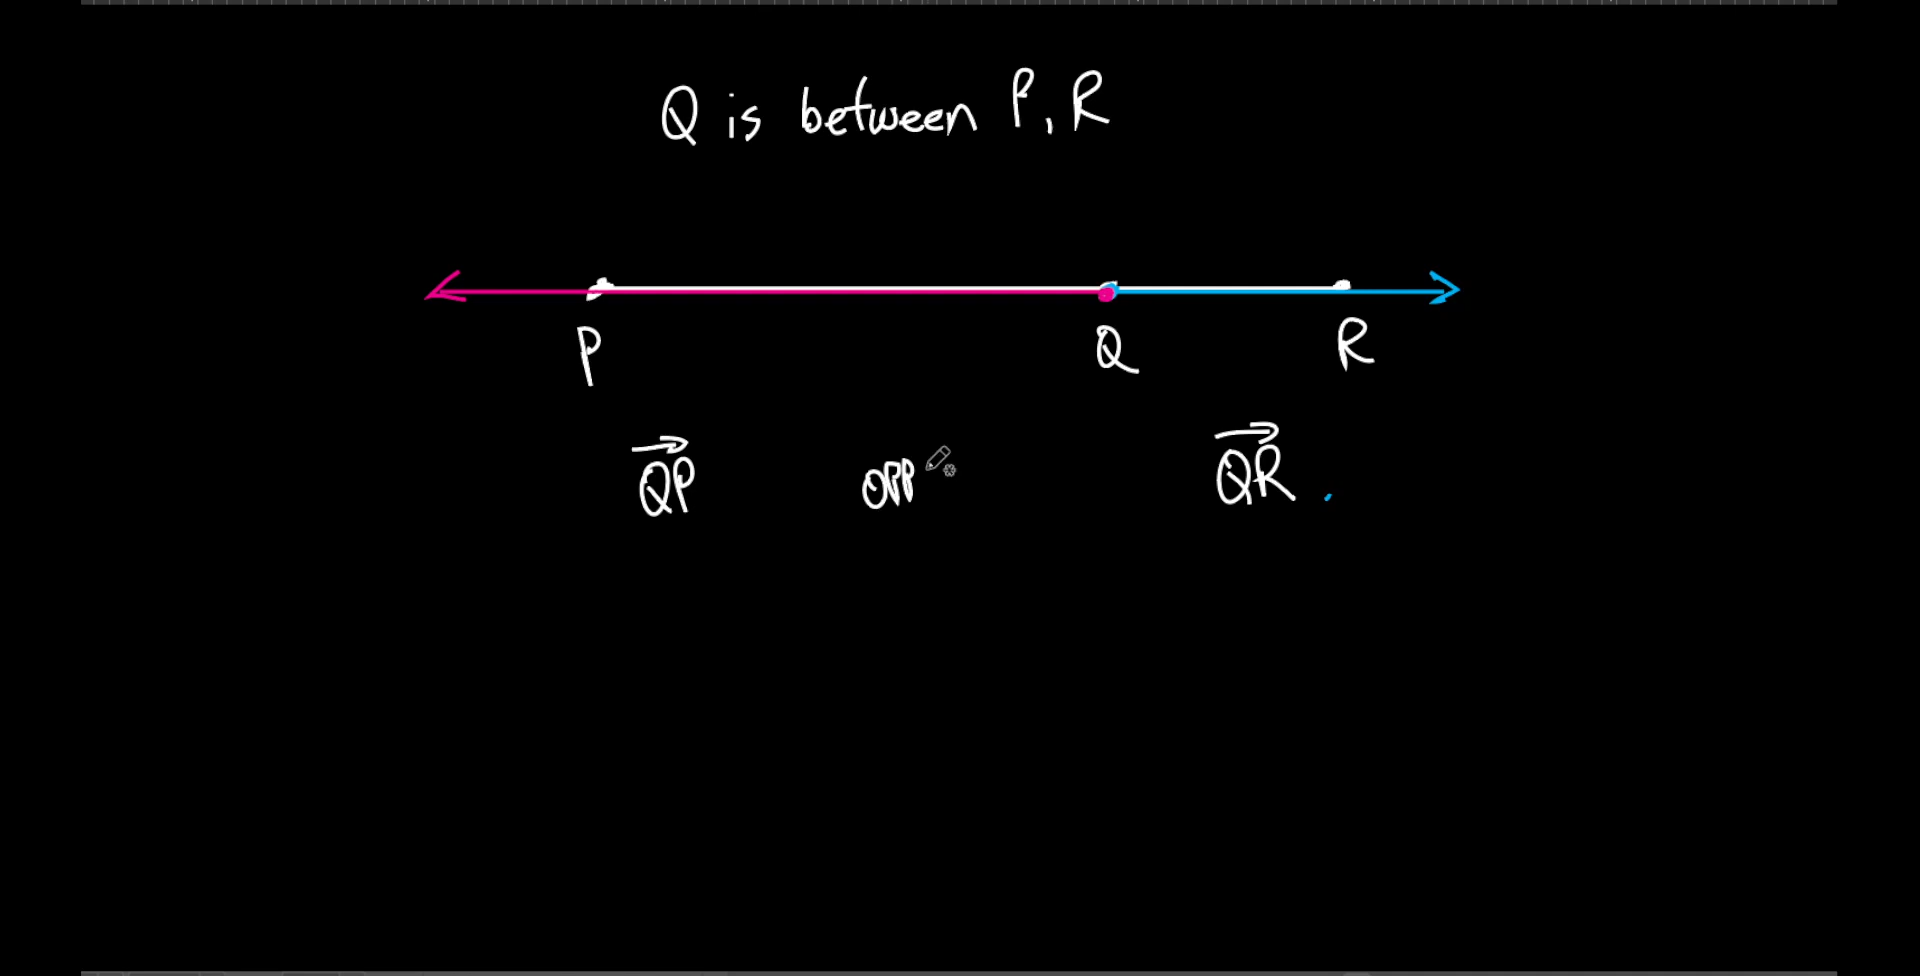 Q is between P, R
P Q R
QP opp QR.